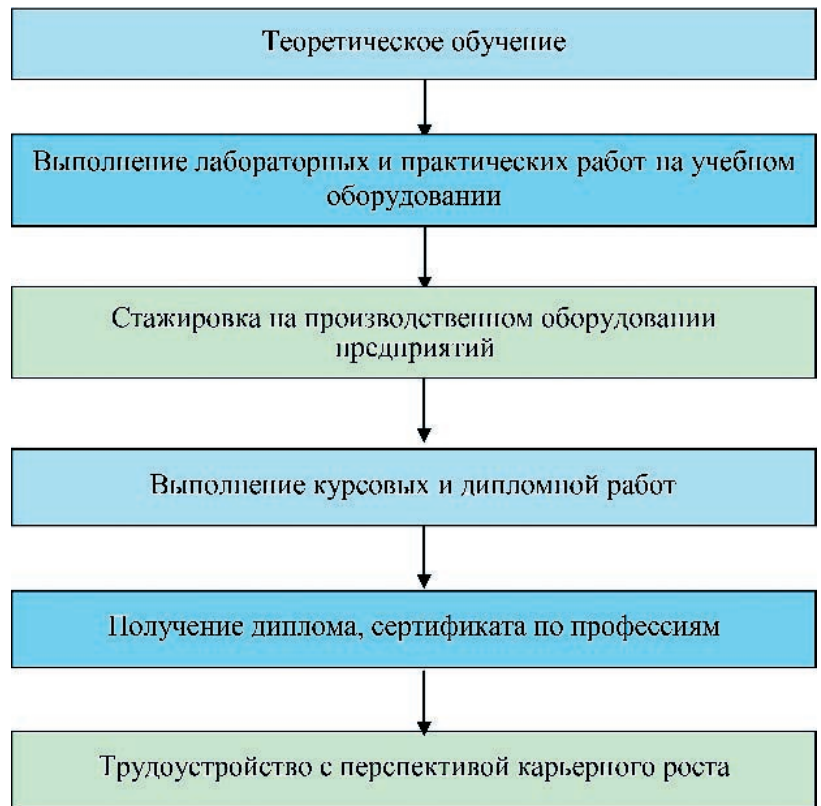 Теоретическое обучение
Выполнение лабораторных и практических работ на учебном
оборудовании
Стажировка на производственном оборудовании
предприятий
Выполнение курсовых и дипломной работ
Получение диплома, сертификата по профессиям
Трудоустройство с перспективой карьерного роста